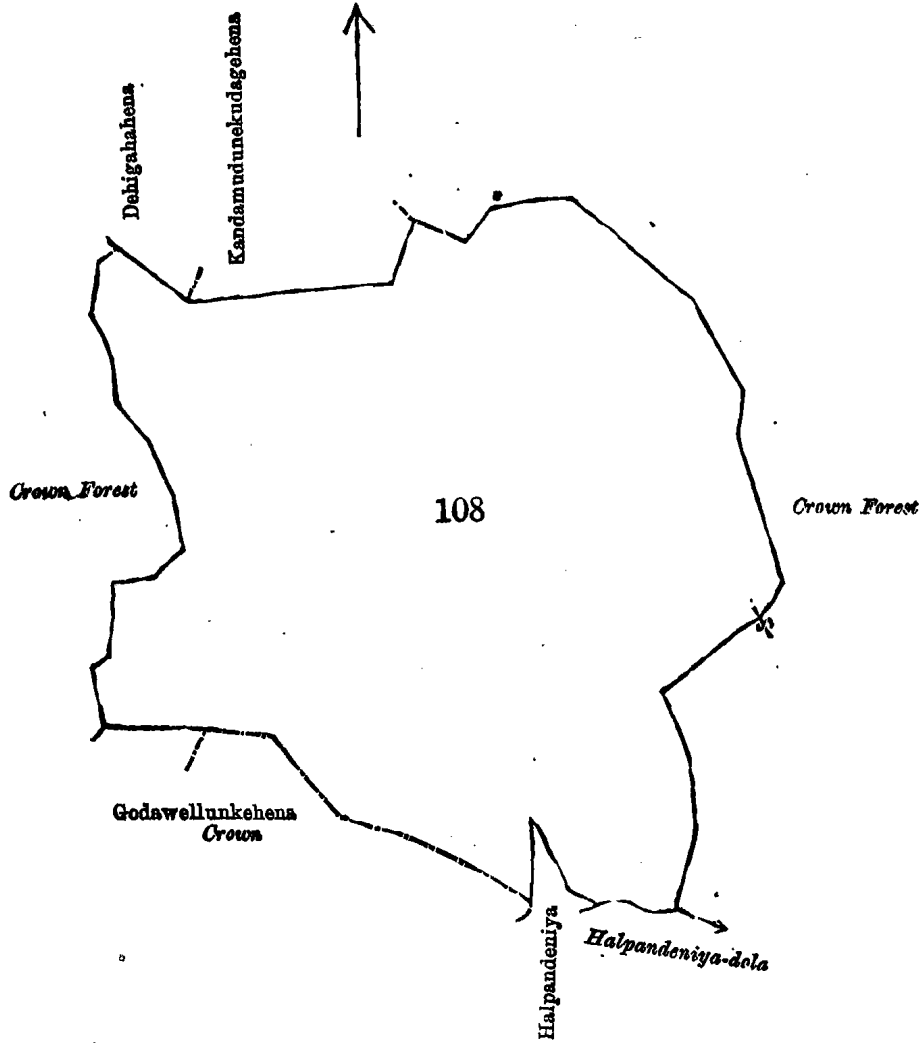 Dehigahahena
Kandamudunekudagehena
Crown Forest
108
Crown Forest
Godawellunkehena
Crown
Halpandeniya
Halpandeniya-dola